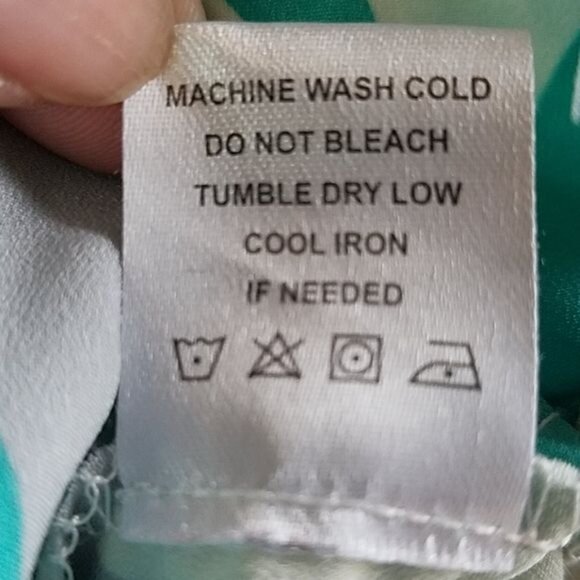 MACHINE WASH COLD
DO NOT BLEACH
TUMBLE DRY LOW
COOL IRON
IF NEEDED